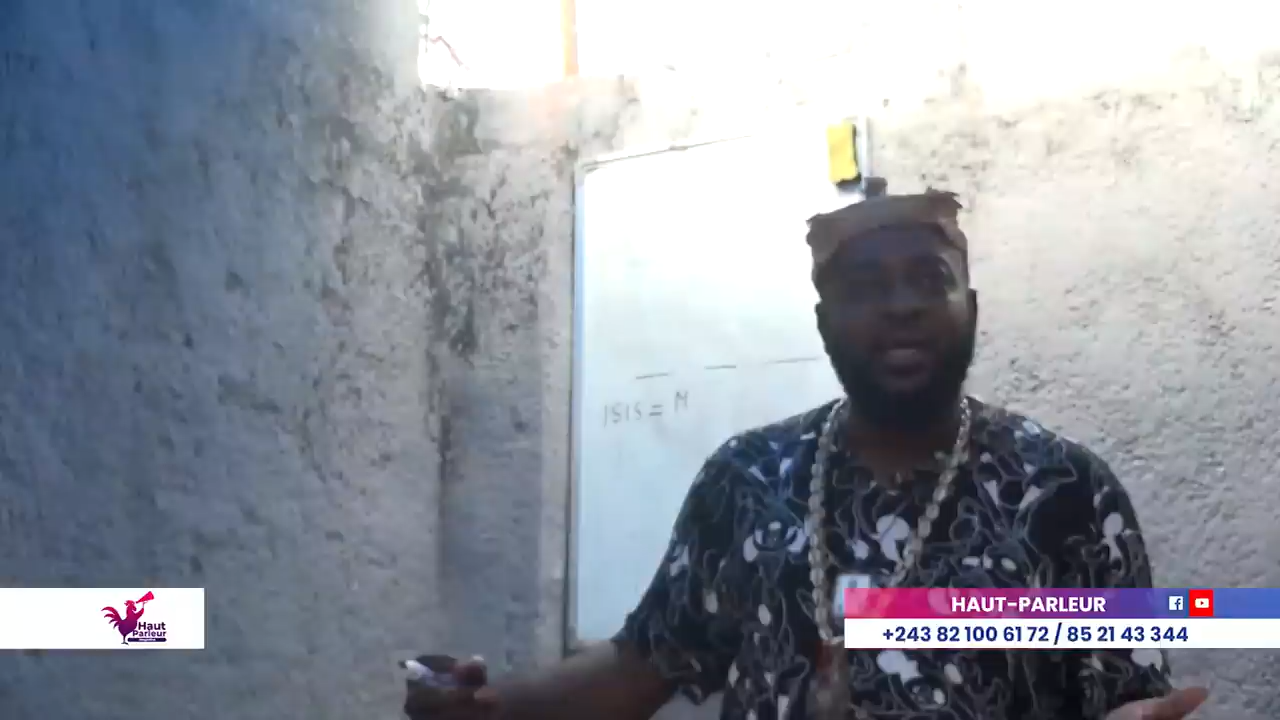 ISIS = M
Haut
Parleur
HAUT-PARLEUR
+243 82 100 61 72 / 85 21 43 344